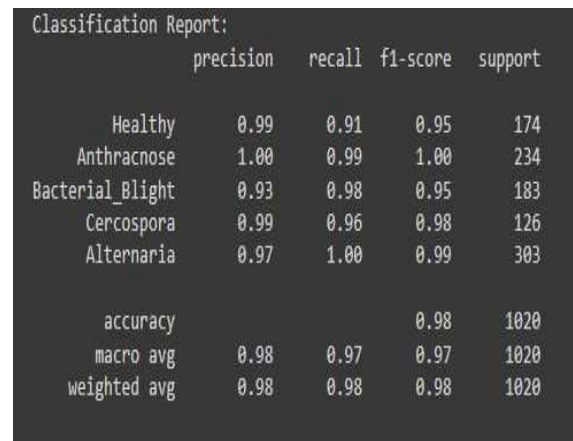 Classification Report:
precision recall f1-score support
Healthy 0.99 0.91 0.95 174
Anthracnose 1.00 0.99 1.00 234
Bacterial_Blight 0.93 0.98 0.95 183
Cercospora 0.99 0.96 0.98 126
Alternaria 0.97 1.00 0.99 303
accuracy 0.98 1020
macro avg 0.98 0.97 0.97 1020
weighted avg 0.98 0.98 0.98 1020